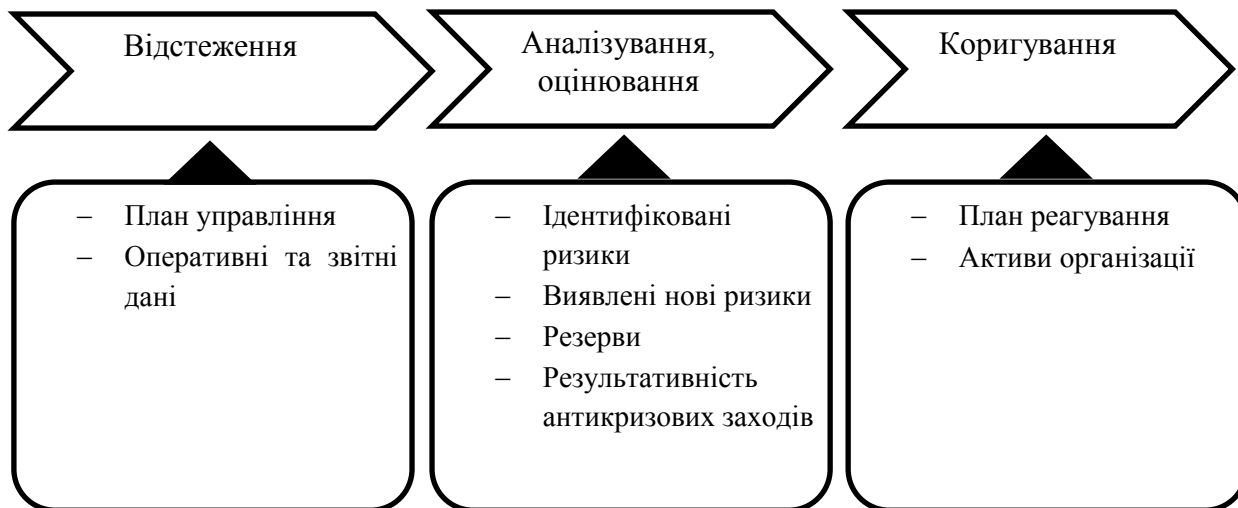 Відстеження
Аналізування,
оцінювання
Коригування
– План управління
– Оперативні та звітні
дані
– Ідентифіковані
ризики
– Виявлені нові ризики
– Резерви
– Результативність
антикризових заходів
– План реагування
– Активи організації